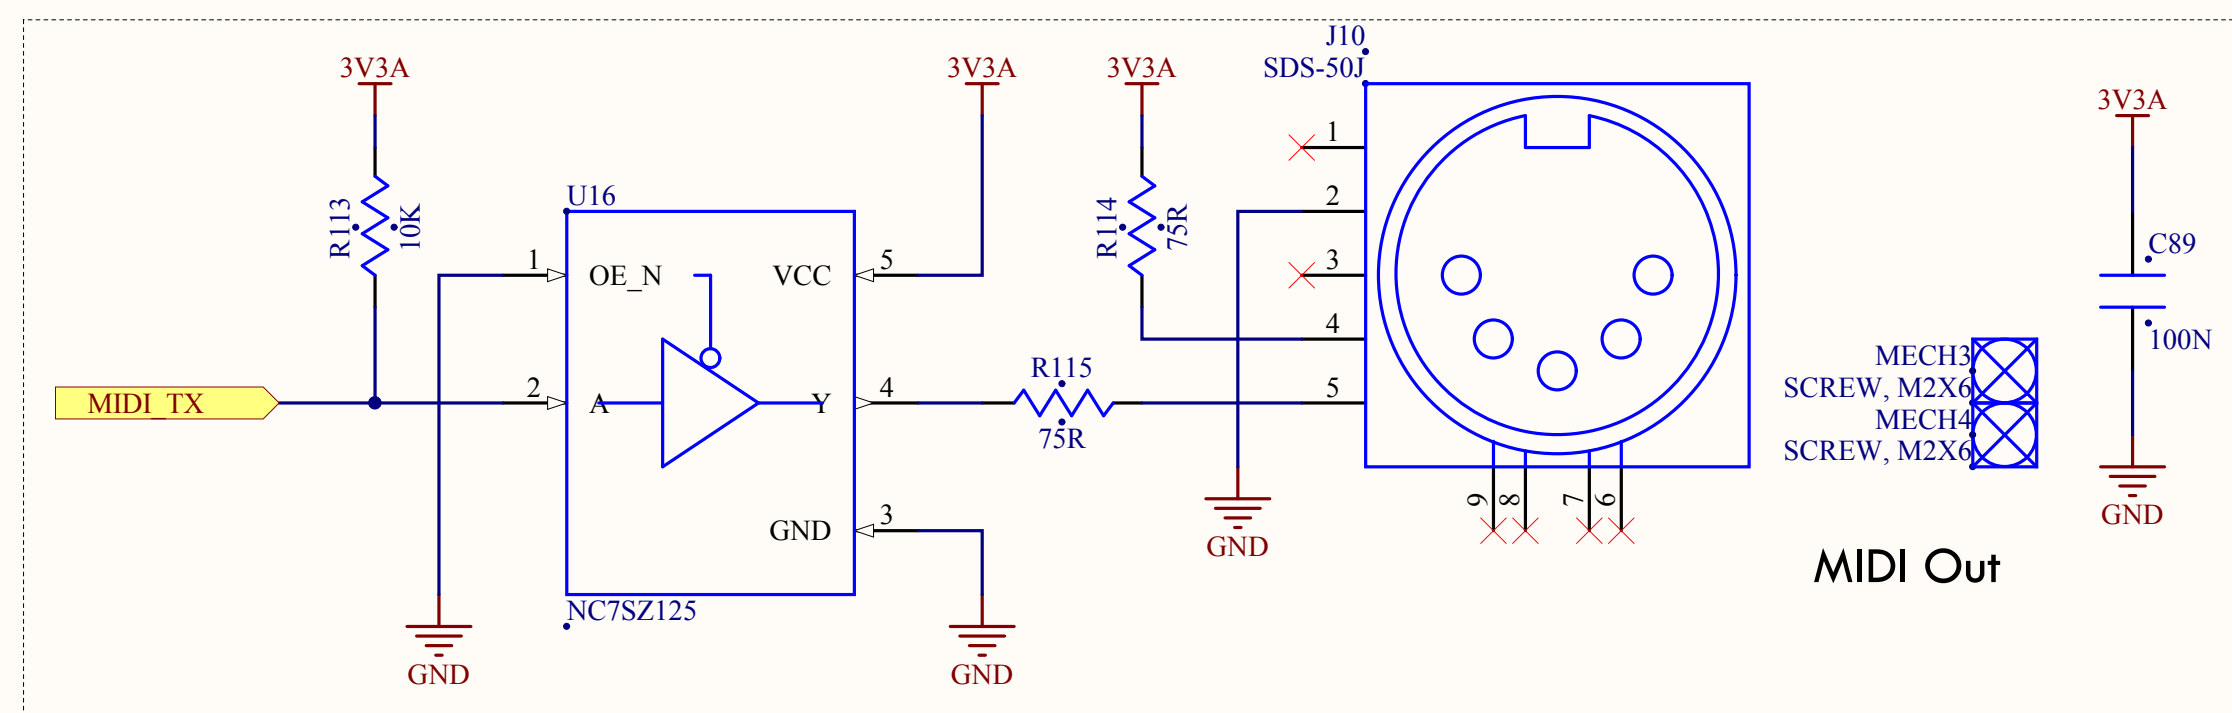 J10
SDS-50J
3V3A
3V3A
3V3A
3V3A
1
2
3
4
5
9
8
7
6
R113
10K
R114
75R
U16
1
OE_N
VCC
5
2
A
Y
4
GND
3
NC7SZ125
MIDI_TX
R115
75R
C89
100N
MECH3
SCREW, M2X6
MECH4
SCREW, M2X6
GND
GND
GND
GND
MIDI Out